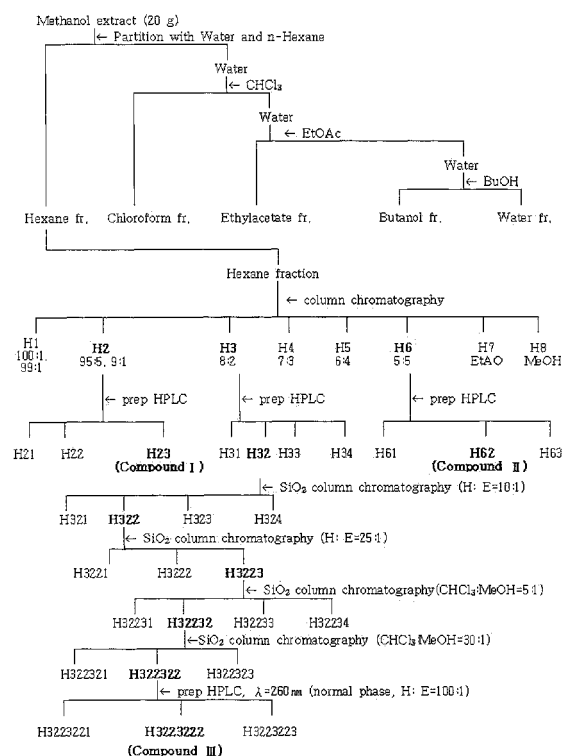 Methanol extract (20 g)
← Partition with Water and n-Hexane
Water
← CHCl₃
Water
← EtOAc
Water
← BuOH
Hexane fr. Chloroform fr. Ethylacetate fr. Butanol fr. Water fr.
Hexane fraction
← column chromatography
H1 H2 H3 H4 H5 H6 H7 H8
100:1, 95:5, 9:1 8:2 7:3 6:4 5:5 EtAO MeOH
99:1
← prep HPLC ← prep HPLC ← prep HPLC
H21 H22 H23 H31 H32 H33 H34 H61 H62 H63
(Compound Ⅰ) (Compound Ⅱ)
← SiO₂ column chromatography (H: E=10:1)
H321 H322 H323 H324
← SiO₂ column chromatography (H: E=25:1)
H3221 H3222 H3223
← SiO₂ column chromatography(CHCl₃:MeOH=5:1)
H32231 H32232 H32233 H32234
←SiO₂ column chromatography (CHCl₃:MeOH=30:1)
H322321 H322322 H322323
← prep HPLC, λ=260㎚ (normal phase, H: E=100:1)
H3223221 H3223222 H3223223
(Compound Ⅲ)